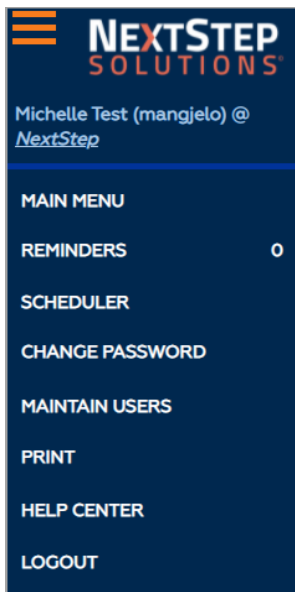 NEXTSTEP
SOLUTIONS®
Michelle Test (mangjelo) @
NextStep
MAIN MENU
REMINDERS 0
SCHEDULER
CHANGE PASSWORD
MAINTAIN USERS
PRINT
HELP CENTER
LOGOUT